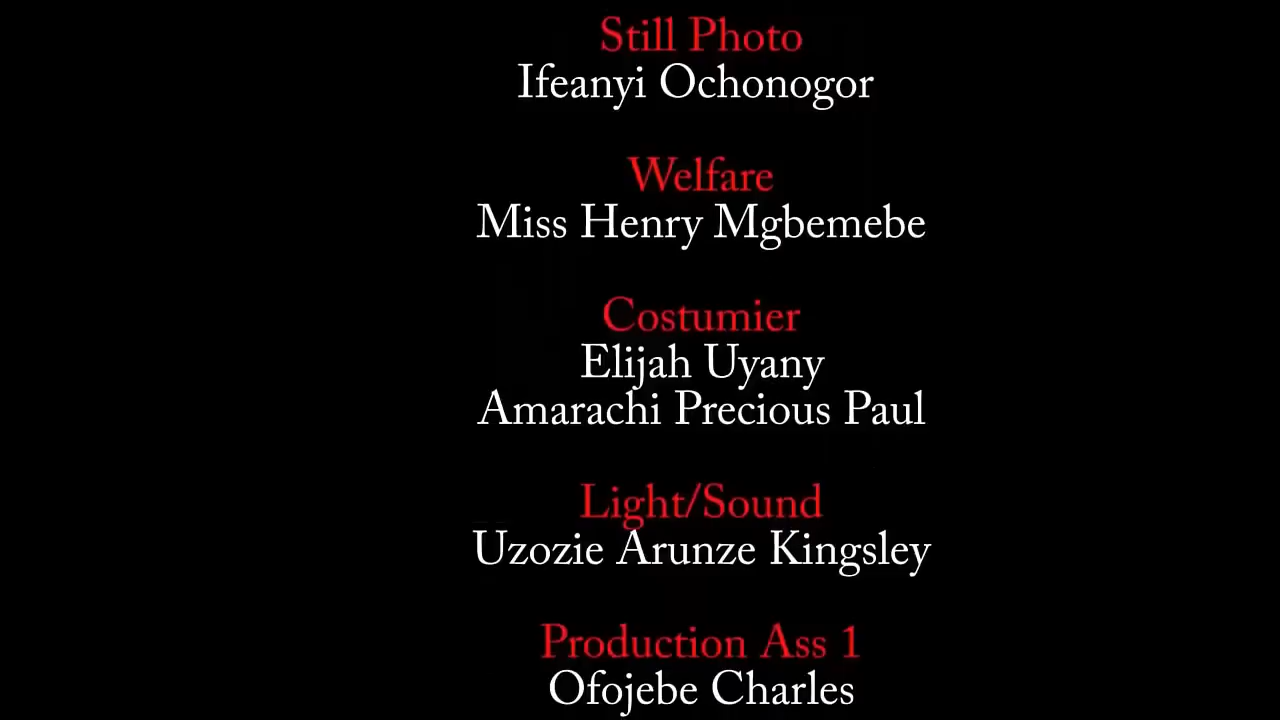 Still Photo
Ifeanyi Ochonogor
Welfare
Miss Henry Mgbemebe
Costumier
Elijah Uyany
Amarachi Precious Paul
Light/Sound
Uzozie Arunze Kingsley
Production Ass 1
Ofojebe Charles